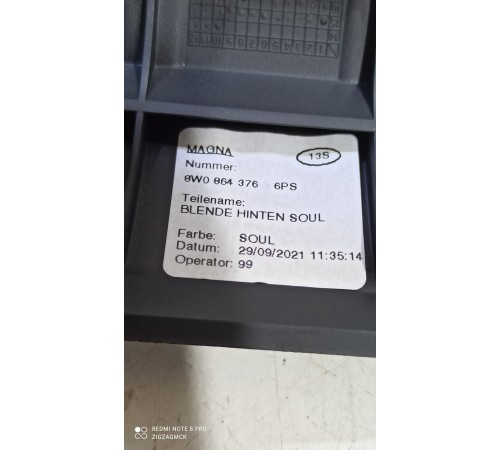 MAGNA 13S
Nummer:
8W0 864 376 6PS
Teilename:
BLENDE HINTEN SOUL
Farbe: SOUL
Datum: 29/09/2021 11:35:14
Operator: 99
REDMI NOTE 8 PRO
ZIGZAGMCK